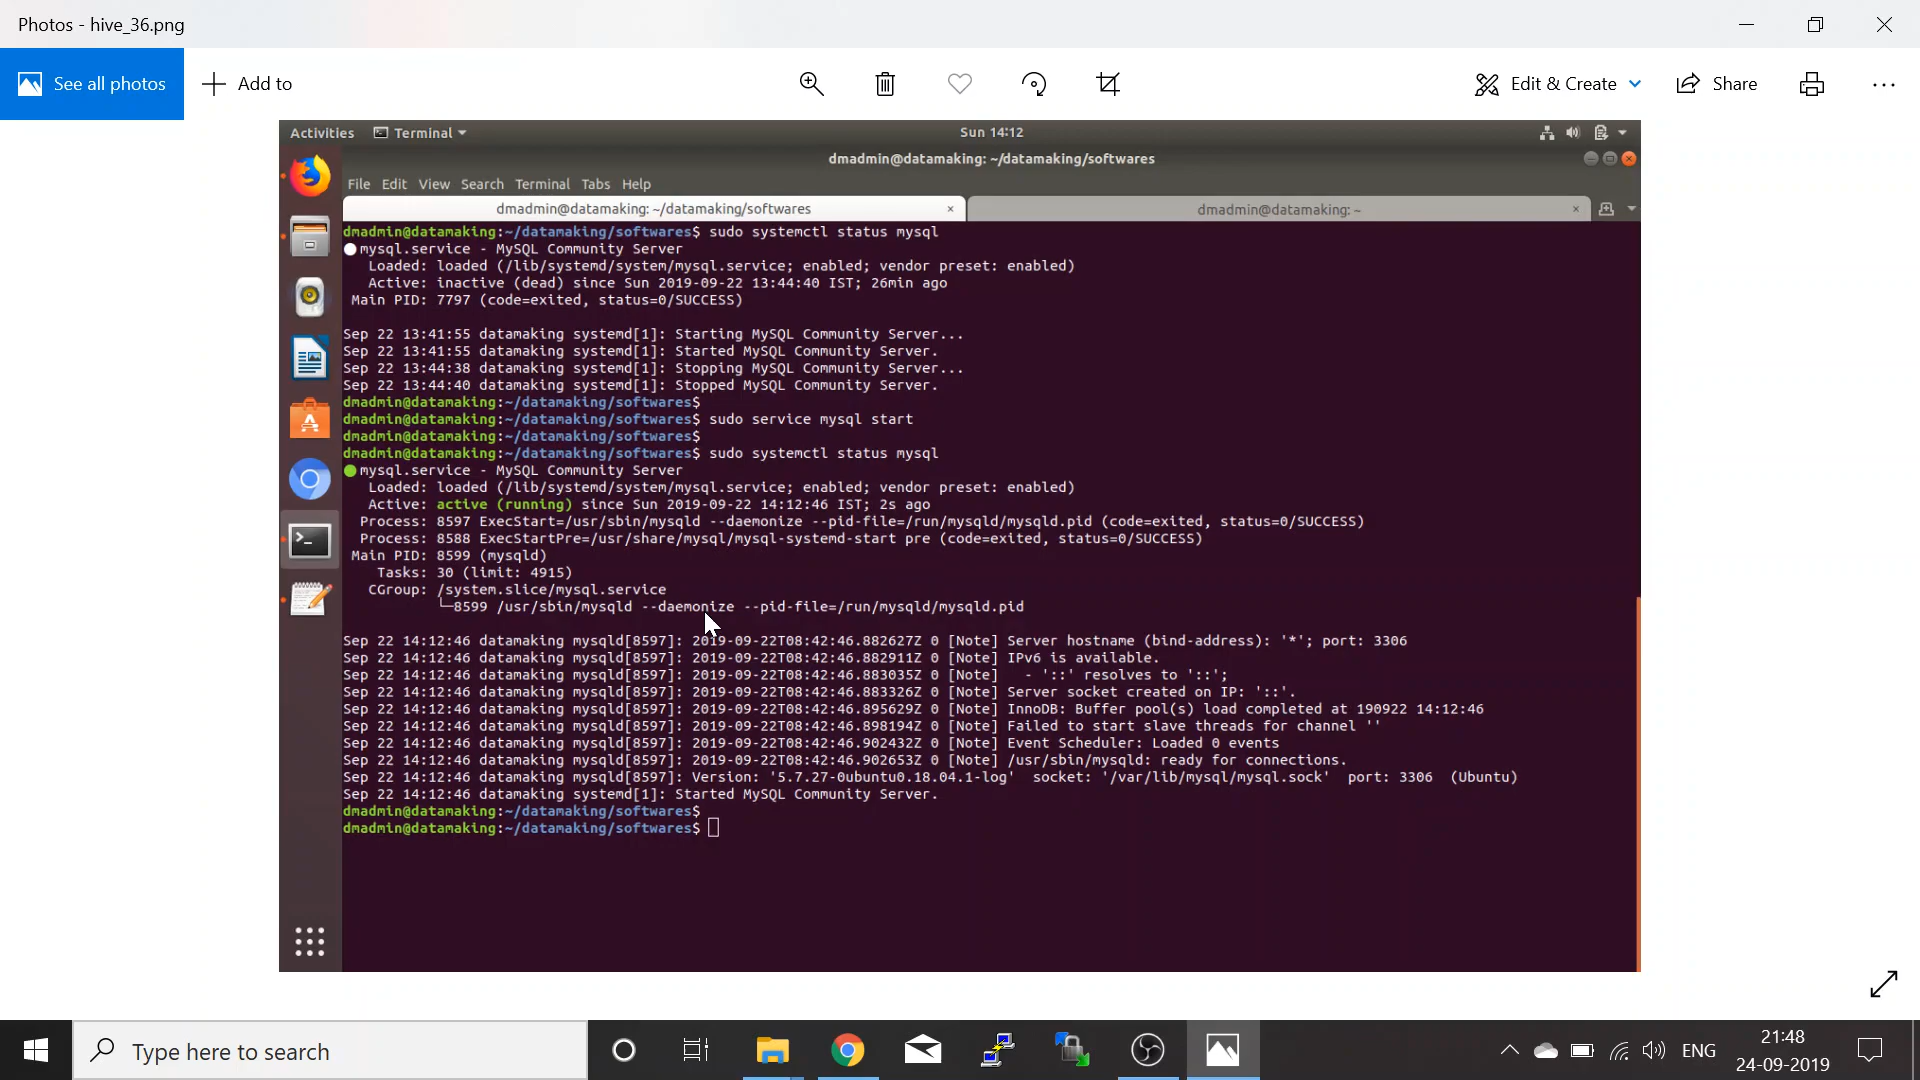 Photos - hive_36.png
See all photos
Add to
Edit & Create
Share
Activities
Terminal
Sun 14:12
dmadmin@datamaking: ~/datamaking/softwares
File Edit View Search Terminal Tabs Help
dmadmin@datamaking: ~/datamaking/softwares ×
dmadmin@datamaking: ~ ×
dmadmin@datamaking:~/datamaking/softwares$ sudo systemctl status mysql
mysql.service - MySQL Community Server
Loaded: loaded (/lib/systemd/system/mysql.service; enabled; vendor preset: enabled)
Active: inactive (dead) since Sun 2019-09-22 13:44:40 IST; 26min ago
Main PID: 7797 (code=exited, status=0/SUCCESS)
Sep 22 13:41:55 datamaking systemd[1]: Starting MySQL Community Server...
Sep 22 13:41:55 datamaking systemd[1]: Started MySQL Community Server.
Sep 22 13:44:38 datamaking systemd[1]: Stopping MySQL Community Server...
Sep 22 13:44:40 datamaking systemd[1]: Stopped MySQL Community Server.
dmadmin@datamaking:~/datamaking/softwares$
dmadmin@datamaking:~/datamaking/softwares$ sudo service mysql start
dmadmin@datamaking:~/datamaking/softwares$
dmadmin@datamaking:~/datamaking/softwares$ sudo systemctl status mysql
mysql.service - MySQL Community Server
Loaded: loaded (/lib/systemd/system/mysql.service; enabled; vendor preset: enabled)
Active: active (running) since Sun 2019-09-22 14:12:46 IST; 2s ago
Process: 8597 ExecStart=/usr/sbin/mysqld --daemonize --pid-file=/run/mysqld/mysqld.pid (code=exited, status=0/SUCCESS)
Process: 8588 ExecStartPre=/usr/share/mysql/mysql-systemd-start pre (code=exited, status=0/SUCCESS)
Main PID: 8599 (mysqld)
Tasks: 30 (limit: 4915)
CGroup: /system.slice/mysql.service
└─8599 /usr/sbin/mysqld --daemonize --pid-file=/run/mysqld/mysqld.pid
Sep 22 14:12:46 datamaking mysqld[8597]: 2019-09-22T08:42:46.882627Z 0 [Note] Server hostname (bind-address): '*'; port: 3306
Sep 22 14:12:46 datamaking mysqld[8597]: 2019-09-22T08:42:46.882911Z 0 [Note] IPv6 is available.
Sep 22 14:12:46 datamaking mysqld[8597]: 2019-09-22T08:42:46.883035Z 0 [Note]   - '::' resolves to '::';
Sep 22 14:12:46 datamaking mysqld[8597]: 2019-09-22T08:42:46.883326Z 0 [Note] Server socket created on IP: '::'.
Sep 22 14:12:46 datamaking mysqld[8597]: 2019-09-22T08:42:46.895629Z 0 [Note] InnoDB: Buffer pool(s) load completed at 190922 14:12:46
Sep 22 14:12:46 datamaking mysqld[8597]: 2019-09-22T08:42:46.898194Z 0 [Note] Failed to start slave threads for channel ''
Sep 22 14:12:46 datamaking mysqld[8597]: 2019-09-22T08:42:46.902432Z 0 [Note] Event Scheduler: Loaded 0 events
Sep 22 14:12:46 datamaking mysqld[8597]: 2019-09-22T08:42:46.902653Z 0 [Note] /usr/sbin/mysqld: ready for connections.
Sep 22 14:12:46 datamaking mysqld[8597]: Version: '5.7.27-0ubuntu0.18.04.1-log'  socket: '/var/lib/mysql/mysql.sock'  port: 3306  (Ubuntu)
Sep 22 14:12:46 datamaking systemd[1]: Started MySQL Community Server.
dmadmin@datamaking:~/datamaking/softwares$
dmadmin@datamaking:~/datamaking/softwares$
Type here to search
ENG
21:48
24-09-2019